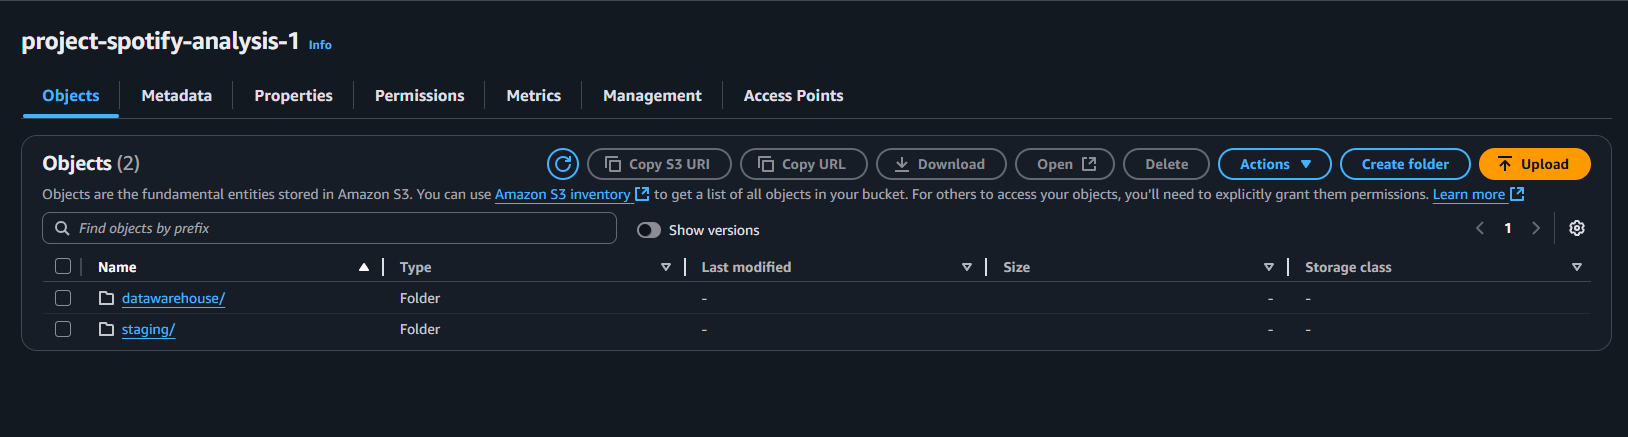 project-spotify-analysis-1 Info
Objects Metadata Properties Permissions Metrics Management Access Points
Objects (2) Copy S3 URI Copy URL Download Open Delete Actions Create folder Upload
Objects are the fundamental entities stored in Amazon S3. You can use Amazon S3 inventory to get a list of all objects in your bucket. For others to access your objects, you'll need to explicitly grant them permissions. Learn more
Find objects by prefix Show versions 1
Name Type Last modified Size Storage class
datawarehouse/ Folder - - -
staging/ Folder - - -